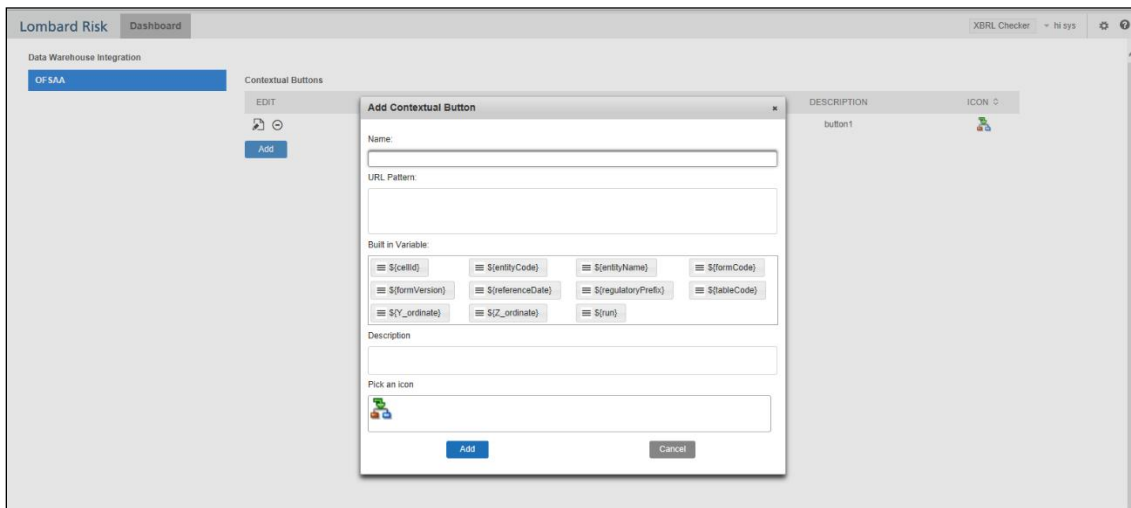 Lombard Risk Dashboard XBRL Checker hi sys
Data Warehouse Integration
OFSAA
Contextual Buttons
EDIT DESCRIPTION ICON
button1
Add
Add Contextual Button
Name:
URL Pattern:
Built in Variable:
${cellId} ${entityCode} ${entityName} ${formCode}
${formVersion} ${referenceDate} ${regulatoryPrefix} ${tableCode}
${Y_ordinate} ${Z_ordinate} ${run}
Description
Pick an icon
Add Cancel